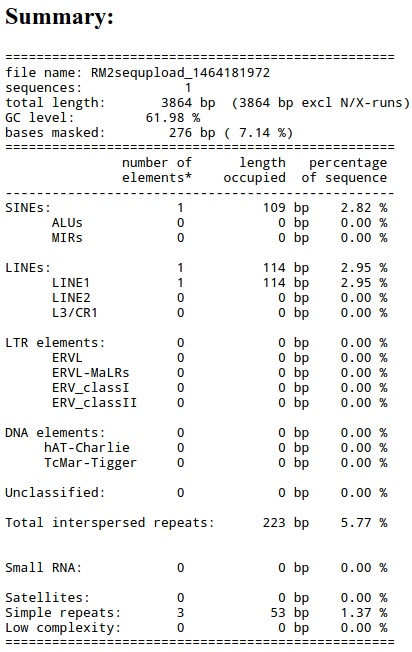 Summary:
==================================================
file name: RM2sequpload_1464181972
sequences:             1
total length:       3864 bp  (3864 bp excl N/X-runs)
GC level:         61.98 %
bases masked:        276 bp ( 7.14 %)
==================================================
               number of      length   percentage
               elements*    occupied  of sequence
--------------------------------------------------
SINEs:                1          109 bp    2.82 %
      ALUs            0            0 bp    0.00 %
      MIRs            0            0 bp    0.00 %
LINEs:                1          114 bp    2.95 %
      LINE1           1          114 bp    2.95 %
      LINE2           0            0 bp    0.00 %
      L3/CR1          0            0 bp    0.00 %
LTR elements:         0            0 bp    0.00 %
      ERVL            0            0 bp    0.00 %
      ERVL-MaLRs      0            0 bp    0.00 %
      ERV_classI      0            0 bp    0.00 %
      ERV_classII     0            0 bp    0.00 %
DNA elements:         0            0 bp    0.00 %
     hAT-Charlie      0            0 bp    0.00 %
     TcMar-Tigger     0            0 bp    0.00 %
Unclassified:         0            0 bp    0.00 %
Total interspersed repeats:      223 bp    5.77 %
Small RNA:            0            0 bp    0.00 %
Satellites:           0            0 bp    0.00 %
Simple repeats:       3           53 bp    1.37 %
Low complexity:       0            0 bp    0.00 %
==================================================